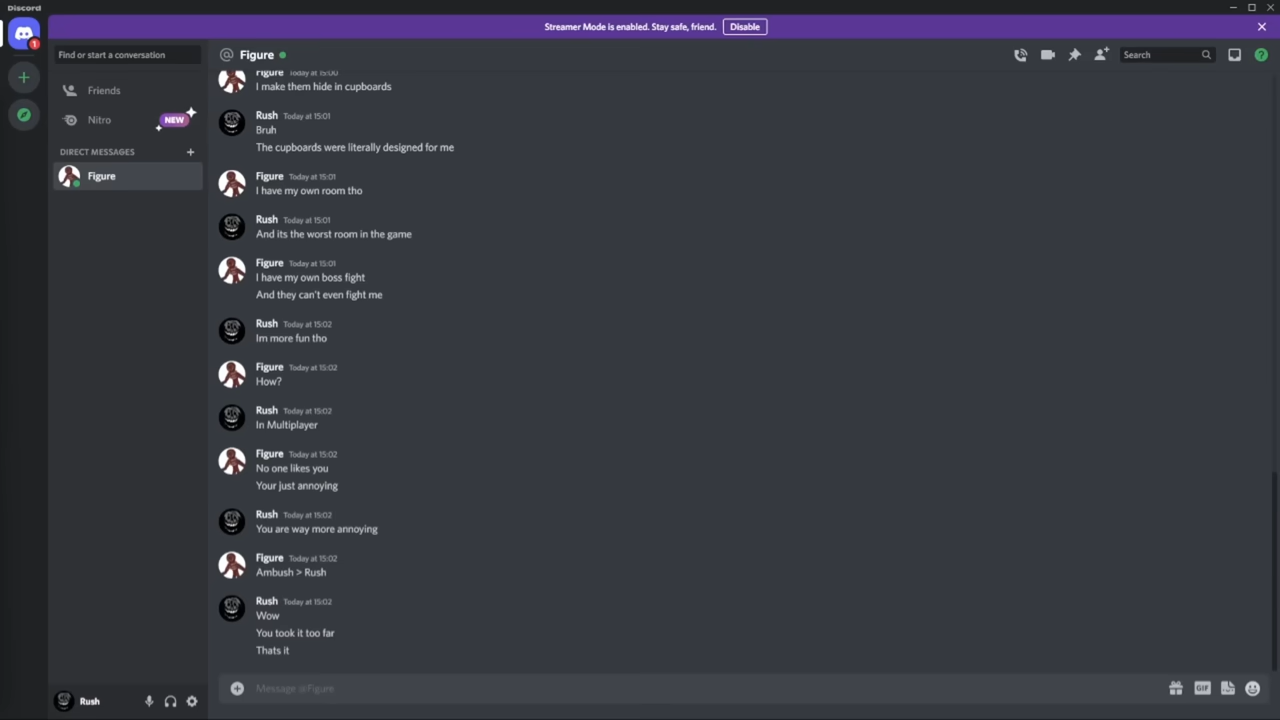 Discord
Streamer Mode is enabled. Stay safe, friend.
Disable
1
Find or start a conversation
Figure
Search
Friends
Nitro
NEW
DIRECT MESSAGES
Figure
Figure Today at 15:00
I make them hide in cupboards
Rush Today at 15:01
Bruh
The cupboards were literally designed for me
Figure Today at 15:01
I have my own room tho
Rush Today at 15:01
And its the worst room in the game
Figure Today at 15:01
I have my own boss fight
And they can't even fight me
Rush Today at 15:02
Im more fun tho
Figure Today at 15:02
How?
Rush Today at 15:02
In Multiplayer
Figure Today at 15:02
No one likes you
Your just annoying
Rush Today at 15:02
You are way more annoying
Figure Today at 15:02
Ambush > Rush
Rush Today at 15:02
Wow
You took it too far
Thats it
Message @Figure
GIF
Rush